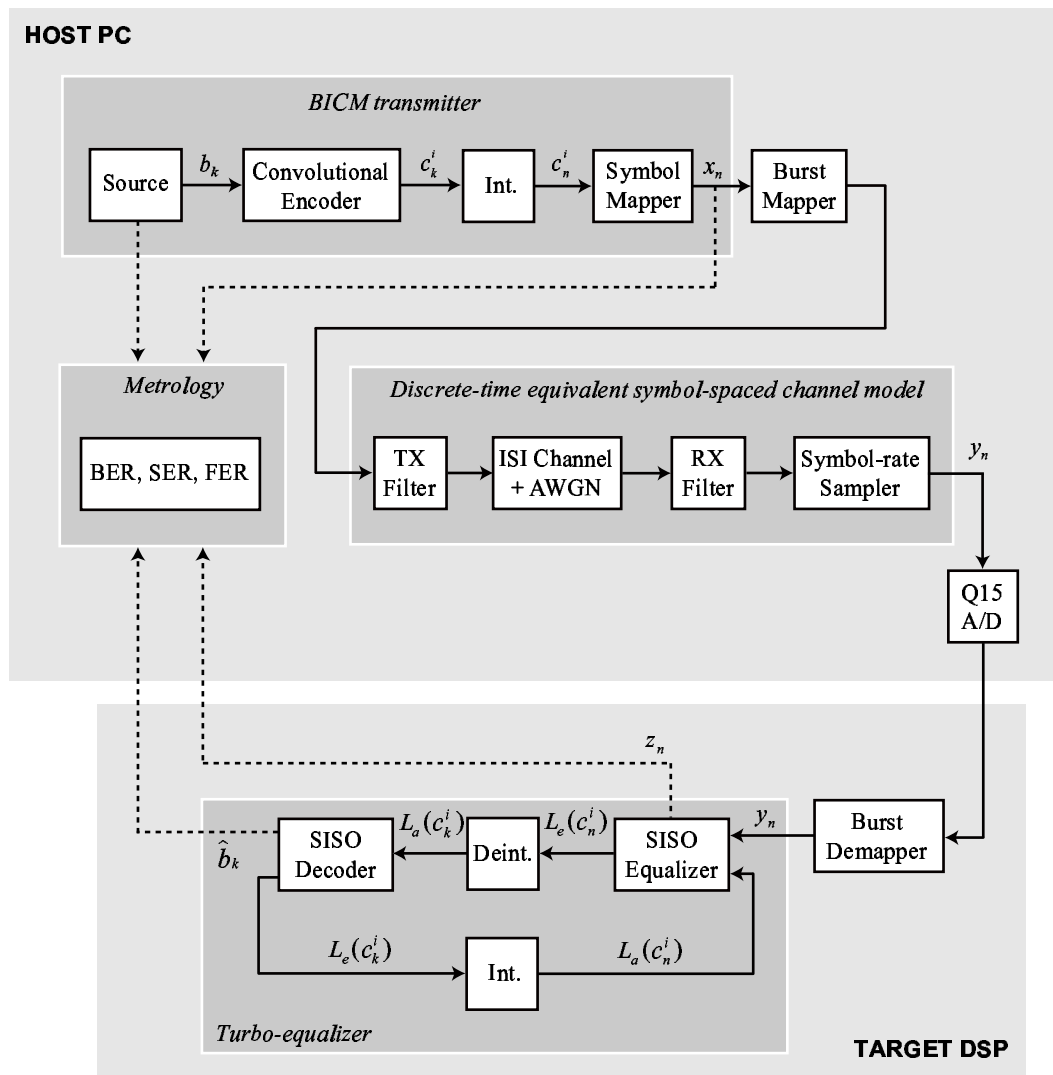 HOST PC
BICM transmitter
Source
b_k
Convolutional
Encoder
c_k^i
Int.
c_n^i
Symbol
Mapper
x_n
Burst
Mapper
Metrology
BER, SER, FER
Discrete-time equivalent symbol-spaced channel model
TX
Filter
ISI Channel
+ AWGN
RX
Filter
Symbol-rate
Sampler
y_n
Q15
A/D
z_n
b̂_k
SISO
Decoder
L_a(c_k^i)
Deint.
L_e(c_n^i)
SISO
Equalizer
y_n
Burst
Demapper
L_e(c_k^i)
Int.
L_a(c_n^i)
Turbo-equalizer
TARGET DSP